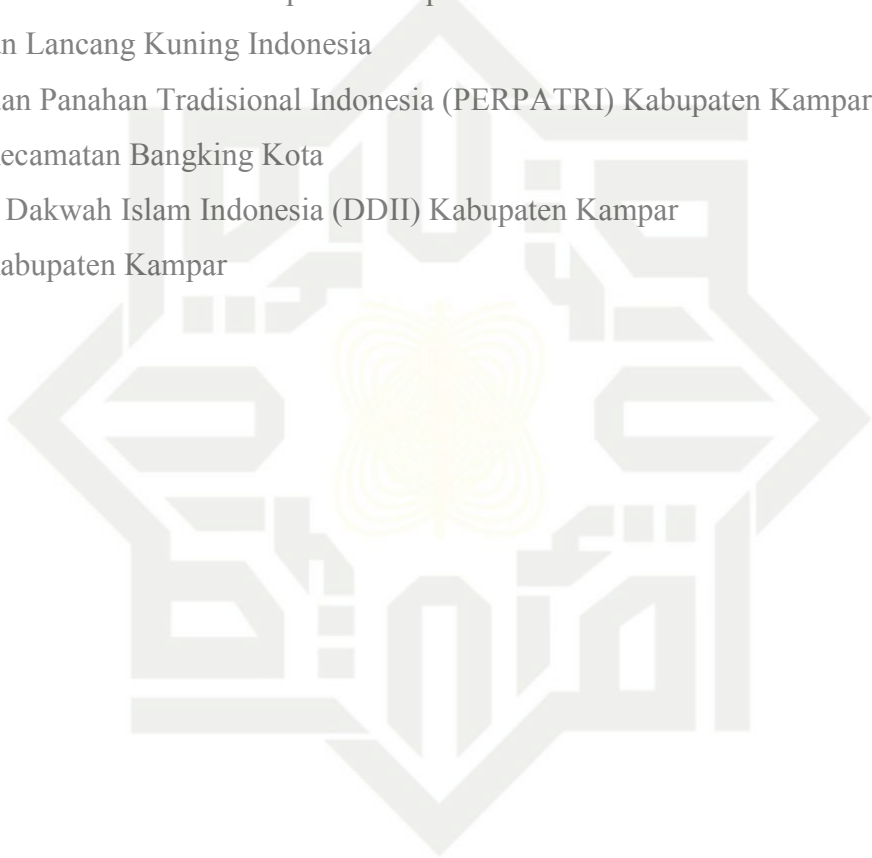 n Lancang Kuning Indonesia
an Panahan Tradisional Indonesia (PERPATRI) Kabupaten Kampar
ecamatan Bangking Kota
Dakwah Islam Indonesia (DDII) Kabupaten Kampar
abupaten Kampar